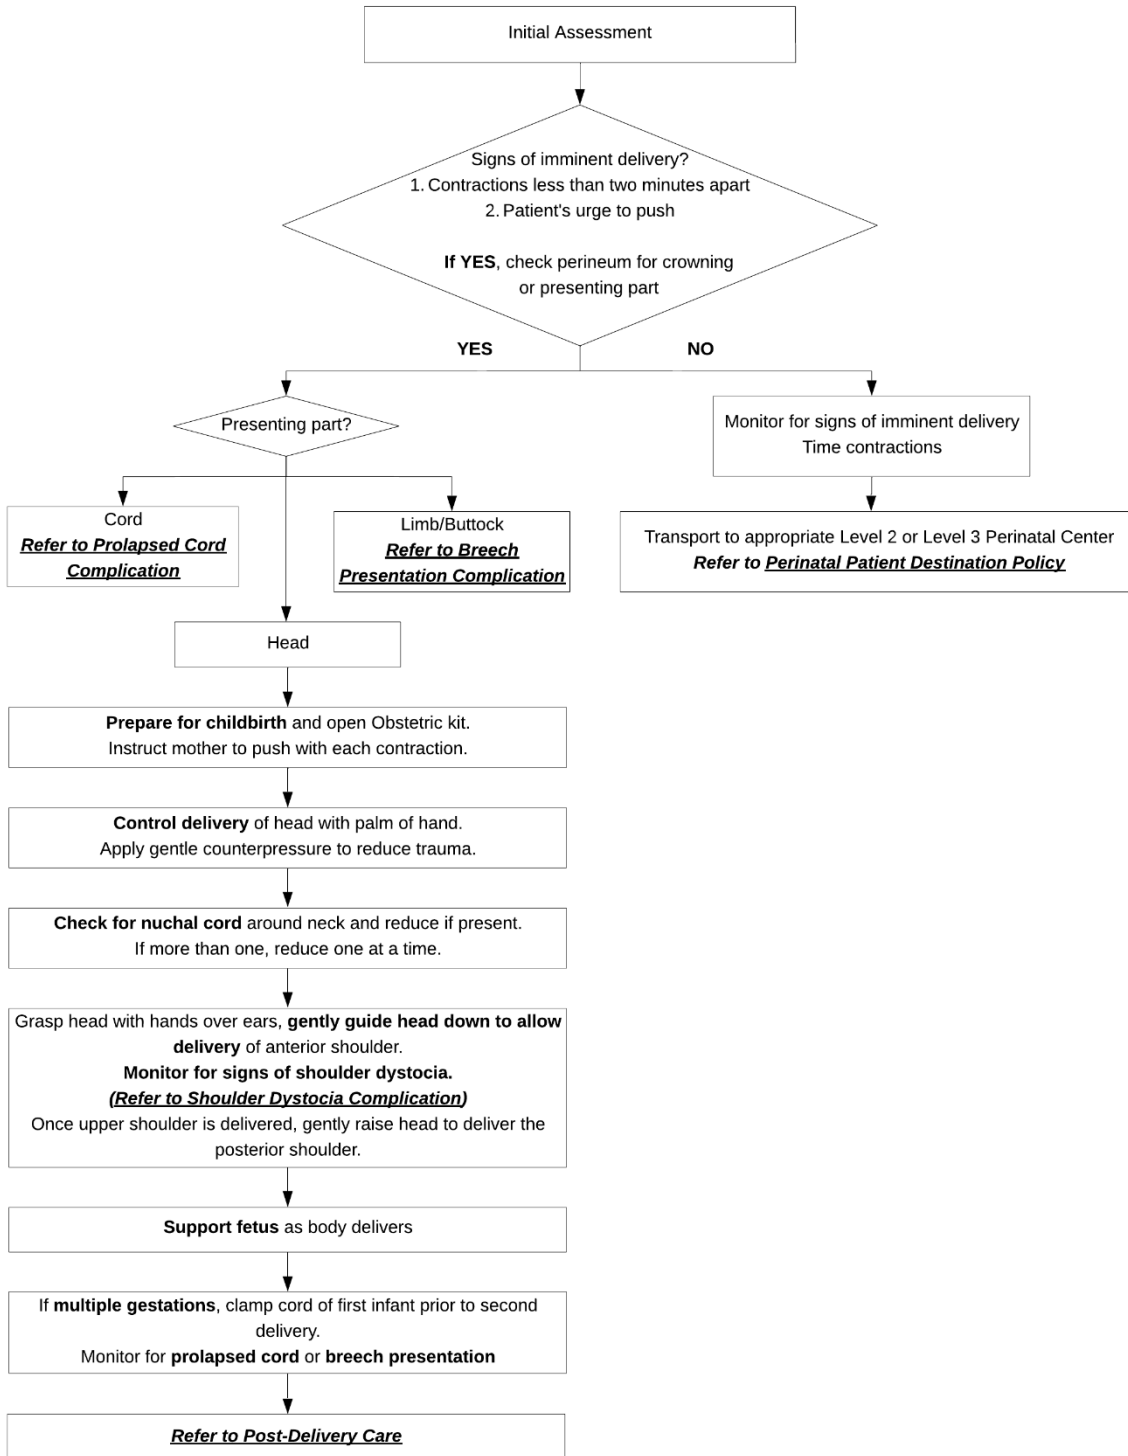 Initial Assessment
Signs of imminent delivery?
1. Contractions less than two minutes apart
2. Patient's urge to push
If YES, check perineum for crowning
or presenting part
YES
NO
Presenting part?
Monitor for signs of imminent delivery
Time contractions
Cord
Refer to Prolapsed Cord
Complication
Limb/Buttock
Refer to Breech
Presentation Complication
Transport to appropriate Level 2 or Level 3 Perinatal Center
Refer to Perinatal Patient Destination Policy
Head
Prepare for childbirth and open Obstetric kit.
Instruct mother to push with each contraction.
Control delivery of head with palm of hand.
Apply gentle counterpressure to reduce trauma.
Check for nuchal cord around neck and reduce if present.
If more than one, reduce one at a time.
Grasp head with hands over ears, gently guide head down to allow
delivery of anterior shoulder.
Monitor for signs of shoulder dystocia.
(Refer to Shoulder Dystocia Complication)
Once upper shoulder is delivered, gently raise head to deliver the
posterior shoulder.
Support fetus as body delivers
If multiple gestations, clamp cord of first infant prior to second
delivery.
Monitor for prolapsed cord or breech presentation
Refer to Post-Delivery Care